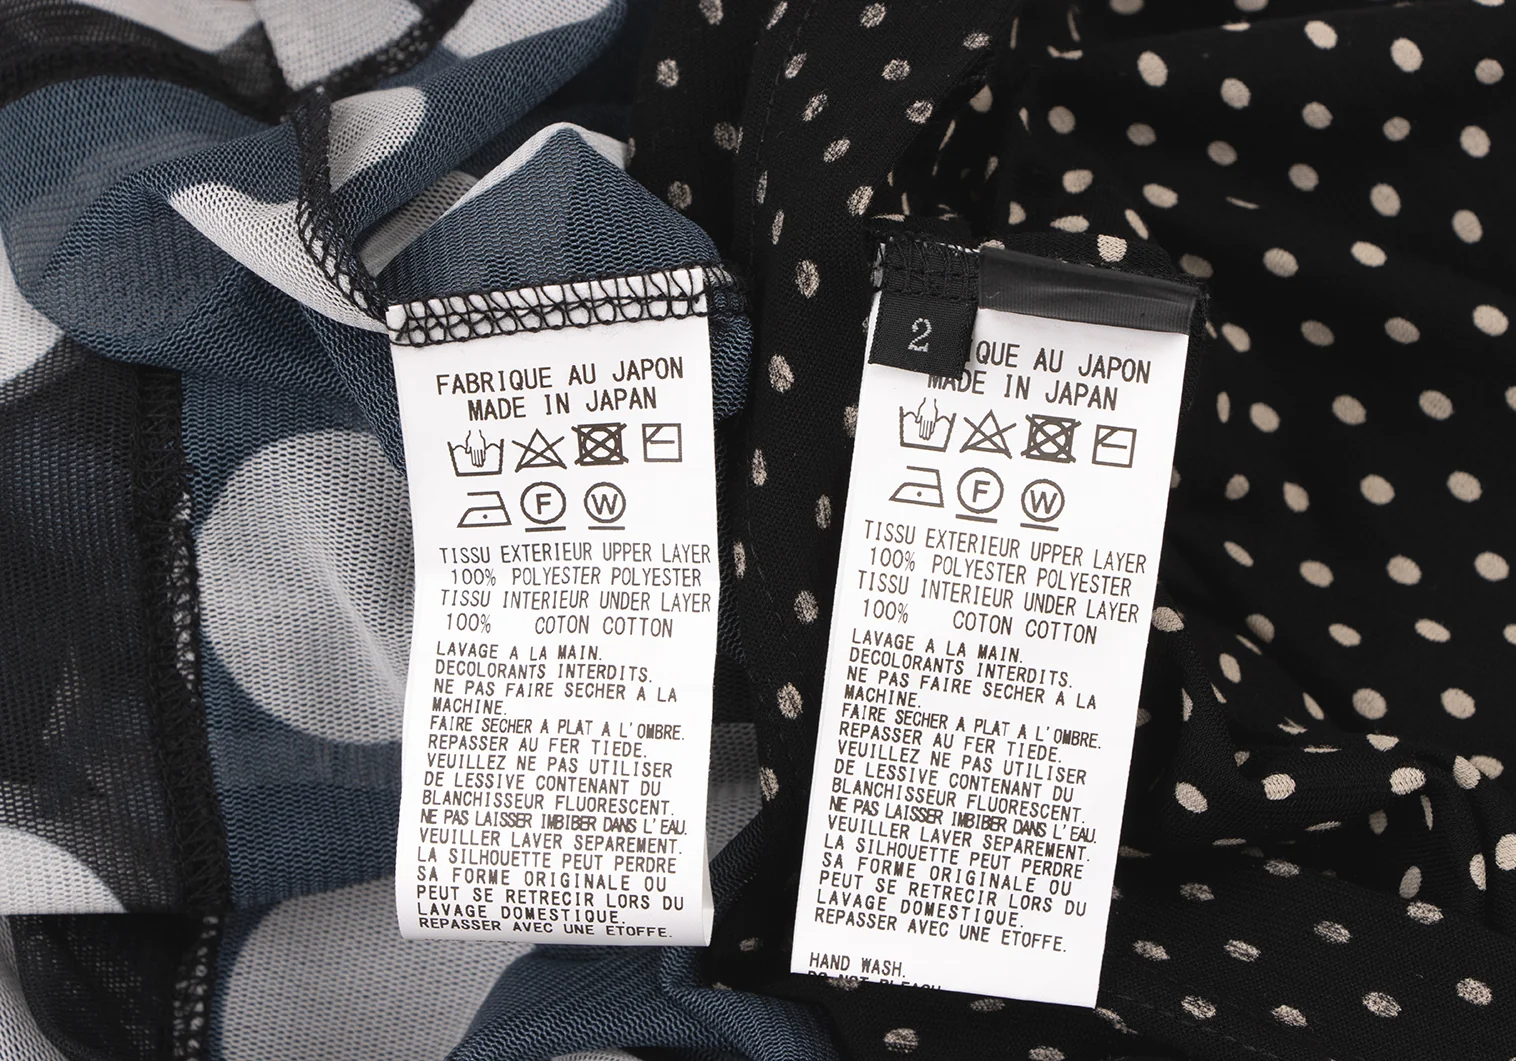 FABRIQUE AU JAPON
MADE IN JAPAN
F W
TISSU EXTERIEUR UPPER LAYER
100% POLYESTER POLYESTER
TISSU INTERIEUR UNDER LAYER
100% COTON COTTON
LAVAGE A LA MAIN.
DECOLORANTS INTERDITS.
NE PAS FAIRE SECHER A LA
MACHINE.
FAIRE SECHER A PLAT A L'OMBRE.
REPASSER AU FER TIEDE.
VEUILLEZ NE PAS UTILISER
DE LESSIVE CONTENANT DU
BLANCHISSEUR FLUORESCENT.
NE PAS LAISSER IMBIBER DANS L'EAU.
VEUILLER LAVER SEPAREMENT.
LA SILHOUETTE PEUT PERDRE
SA FORME ORIGINALE OU
PEUT SE RETRECIR LORS DU
LAVAGE DOMESTIQUE.
REPASSER AVEC UNE ETOFFE.
2
IQUE AU JAPON
MADE IN JAPAN
F W
TISSU EXTERIEUR UPPER LAYER
100% POLYESTER POLYESTER
TISSU INTERIEUR UNDER LAYER
100% COTON COTTON
LAVAGE A LA MAIN.
DECOLORANTS INTERDITS.
NE PAS FAIRE SECHER A LA
MACHINE.
FAIRE SECHER A PLAT A L'OMBRE.
REPASSER AU FER TIEDE.
VEUILLEZ NE PAS UTILISER
DE LESSIVE CONTENANT DU
BLANCHISSEUR FLUORESCENT.
NE PAS LAISSER IMBIBER DANS L'EAU.
VEUILLER LAVER SEPAREMENT.
LA SILHOUETTE PEUT PERDRE
SA FORME ORIGINALE OU
PEUT SE RETRECIR LORS DU
LAVAGE DOMESTIQUE.
REPASSER AVEC UNE ETOFFE.
HAND WASH.
DO NOT BLEACH